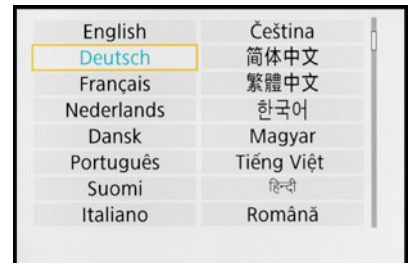 English
Čeština
Deutsch
简体中文
Français
繁體中文
Nederlands
한국어
Dansk
Magyar
Português
Tiếng Việt
Suomi
हिन्दी
Italiano
Română